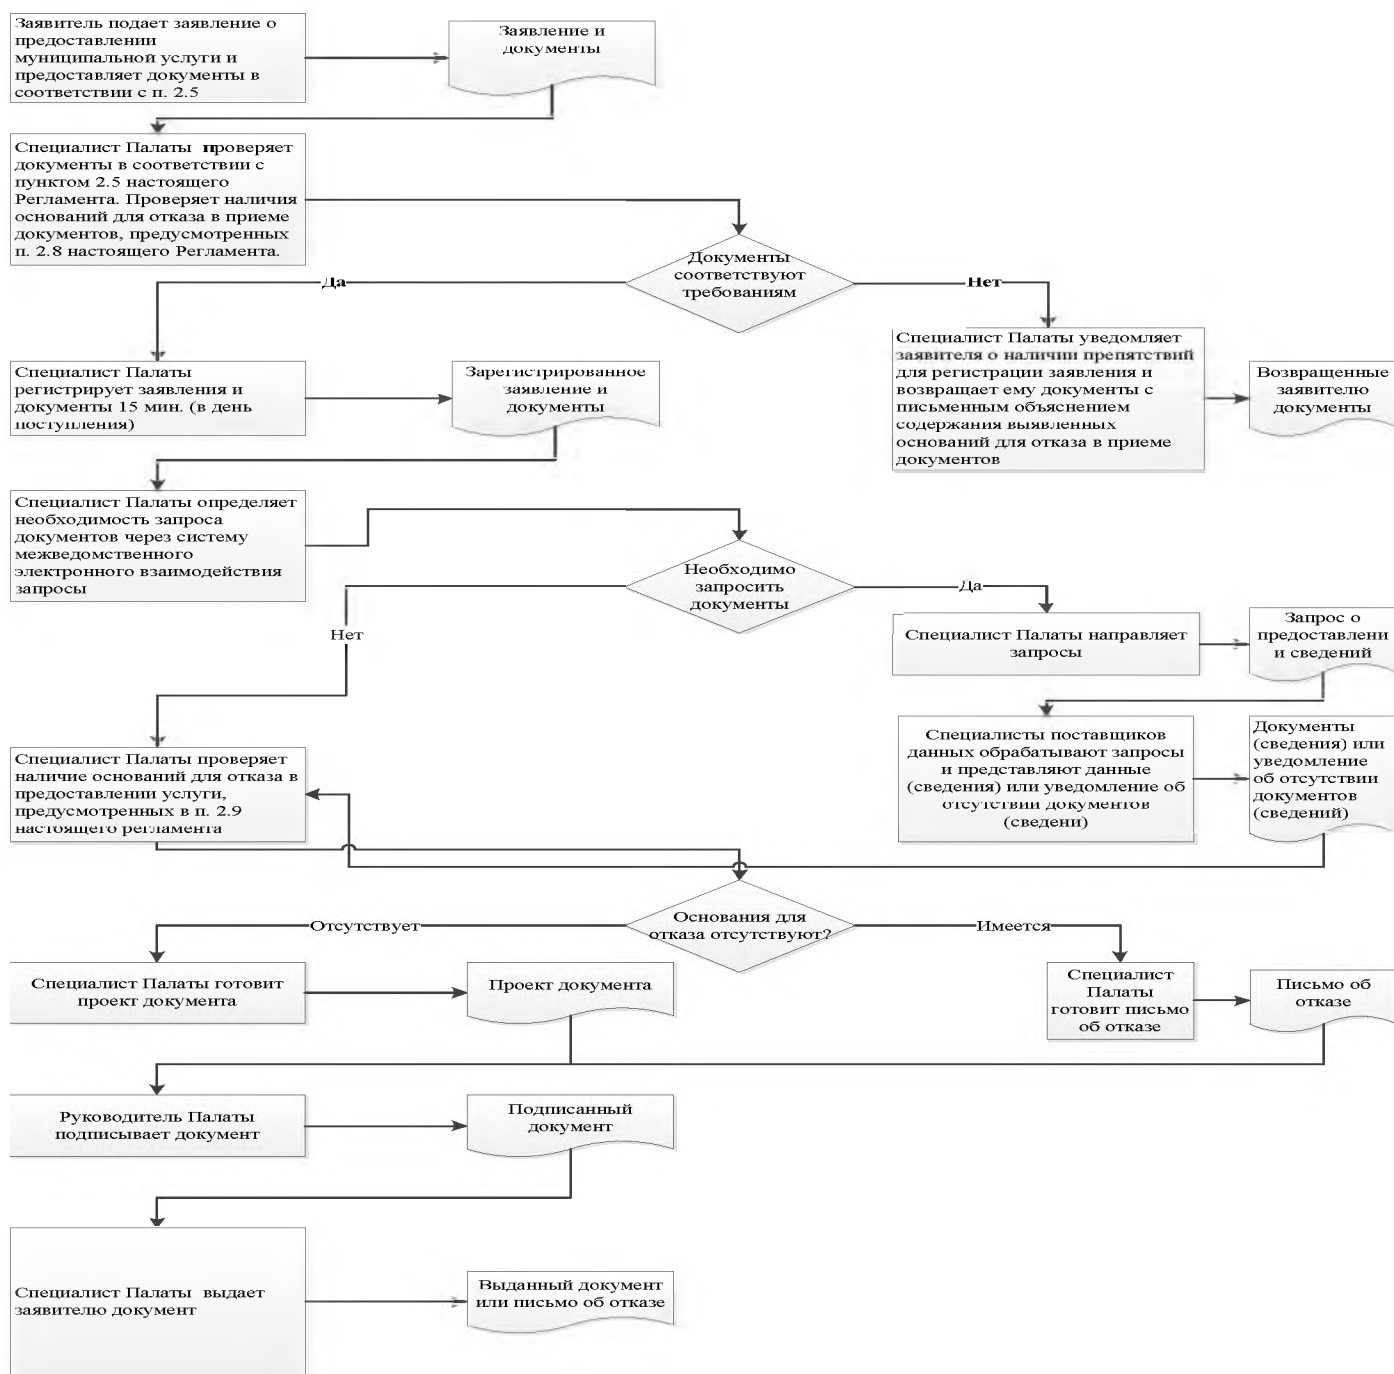 Заявитель подает заявление о
предоставлении
муниципальной услуги и
предоставляет документы в
соответствии с п. 2.5
Заявление и
документы
Специалист Палаты проверяет
документы в соответствии с
пунктом 2.5 настоящего
Регламента. Проверяет наличия
оснований для отказа в приеме
документов, предусмотренных
п. 2.8 настоящего Регламента.
Документы
соответствуют
требованиям
Да
Нет
Специалист Палаты
регистрирует заявления и
документы 15 мин. (в день
поступления)
Зарегистрированное
заявление и
документы
Специалист Палаты уведомляет
заявителя о наличии препятствий
для регистрации заявления и
возвращает ему документы с
письменным объяснением
содержания выявленных
оснований для отказа в приеме
документов
Возвращенные
заявителю
документы
Специалист Палаты определяет
необходимость запроса
документов через систему
межведомственного
электронного взаимодействия
запросы
Необходимо
запросить
документы
Нет
Да
Специалист Палаты направляет
запросы
Запрос о
предоставлени
и сведений
Специалисты поставщиков
данных обрабатывают запросы
и представляют данные
(сведения) или уведомление об
отсутствии документов
(сведени)
Документы
(сведения) или
уведомление
об отсутствии
документов
(сведений)
Специалист Палаты проверяет
наличие оснований для отказа в
предоставлении услуги,
предусмотренных в п. 2.9
настоящего регламента
Основания для
отказа отсутствуют?
Отсутствует
Имеется
Специалист Палаты готовит
проект документа
Проект документа
Специалист
Палаты
готовит письмо
об отказе
Письмо об
отказе
Руководитель Палаты
подписывает документ
Подписанный
документ
Специалист Палаты выдает
заявителю документ
Выданный документ
или письмо об отказе